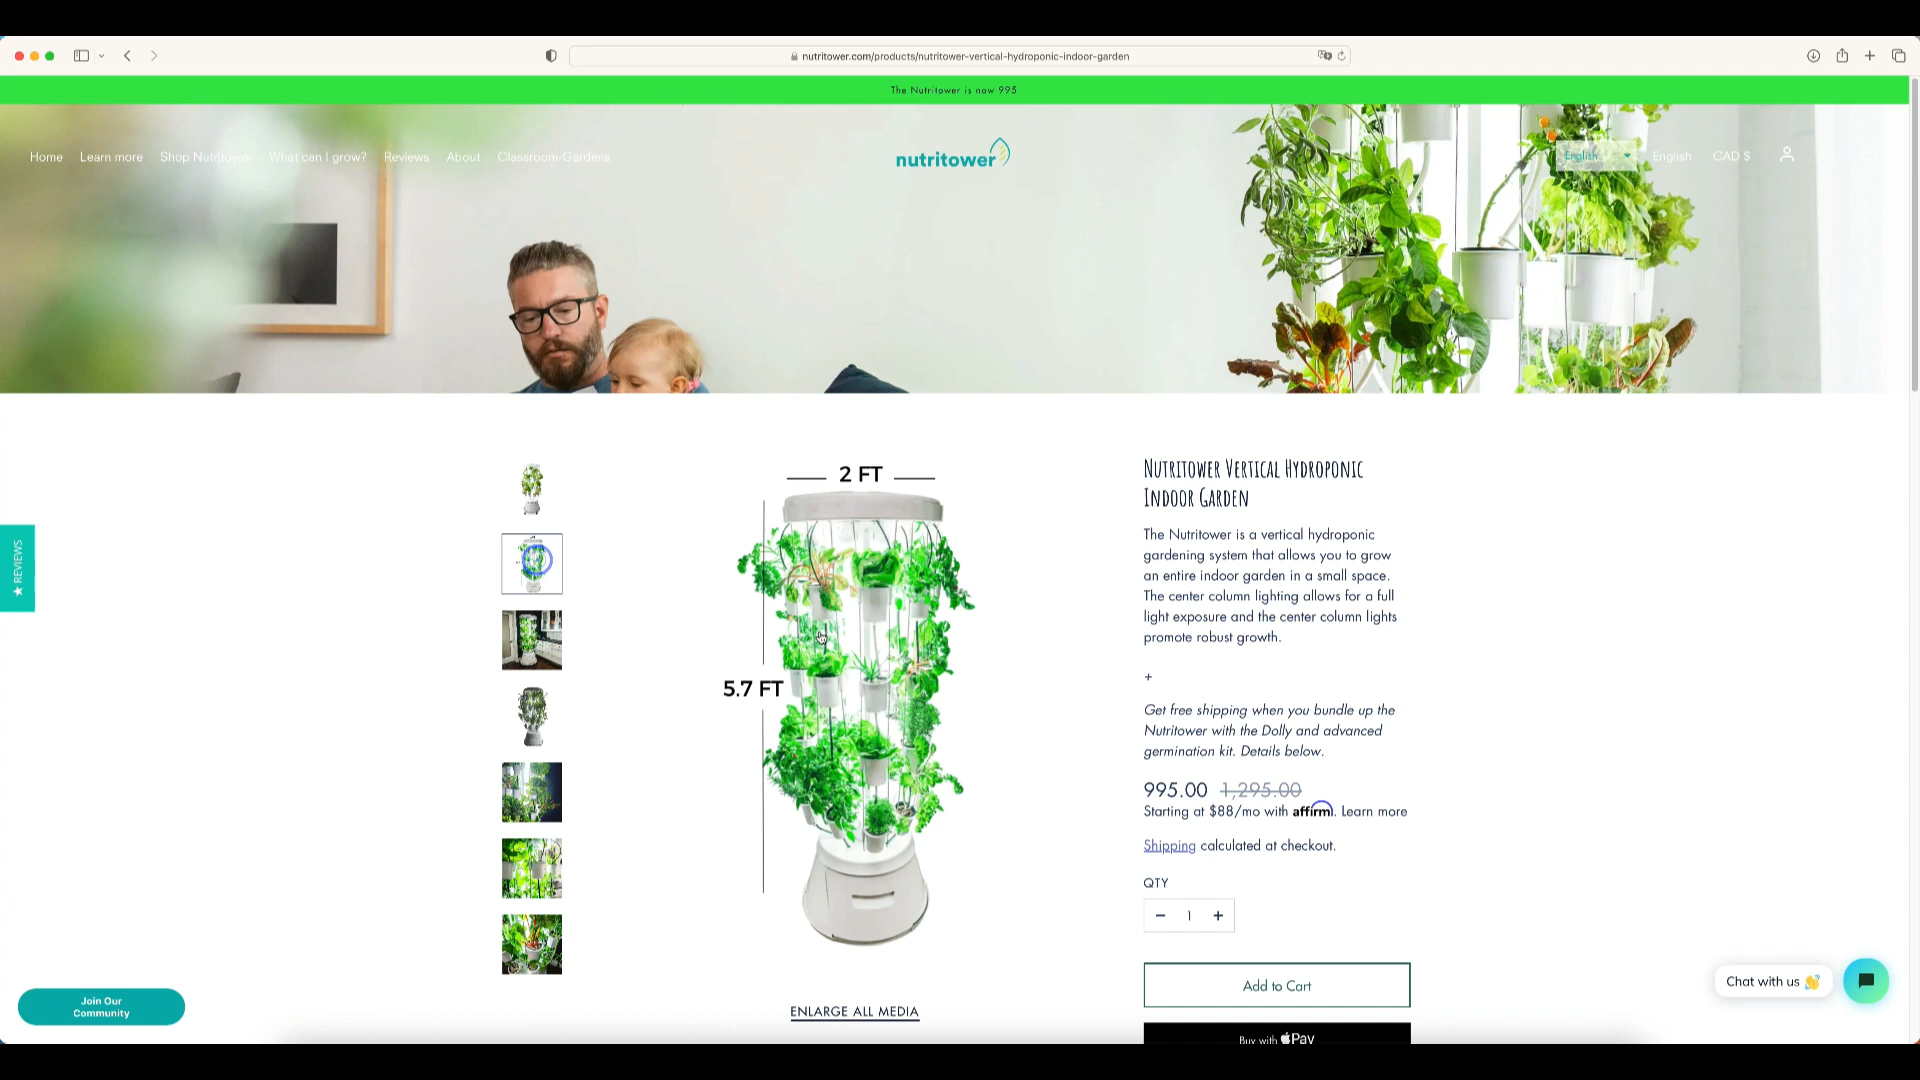 nutritower.com/products/nutritower-vertical-hydroponic-indoor-garden
The Nutritower is now 995
Home Learn more Shop Nutritower What can I grow? Reviews About Classroom-Gardens
nutritower
English English CAD $
★ REVIEWS
2 FT
5.7 FT
ENLARGE ALL MEDIA
Nutritower Vertical Hydroponic
Indoor Garden
The Nutritower is a vertical hydroponic
gardening system that allows you to grow
an entire indoor garden in a small space.
The center column lighting allows for a full
light exposure and the center column lights
promote robust growth.
+
Get free shipping when you bundle up the
Nutritower with the Dolly and advanced
germination kit. Details below.
995.00 1,295.00
Starting at $88/mo with affirm. Learn more
Shipping calculated at checkout.
QTY
− 1 +
Add to Cart
Buy with Pay
Join Our
Community
Chat with us 👋